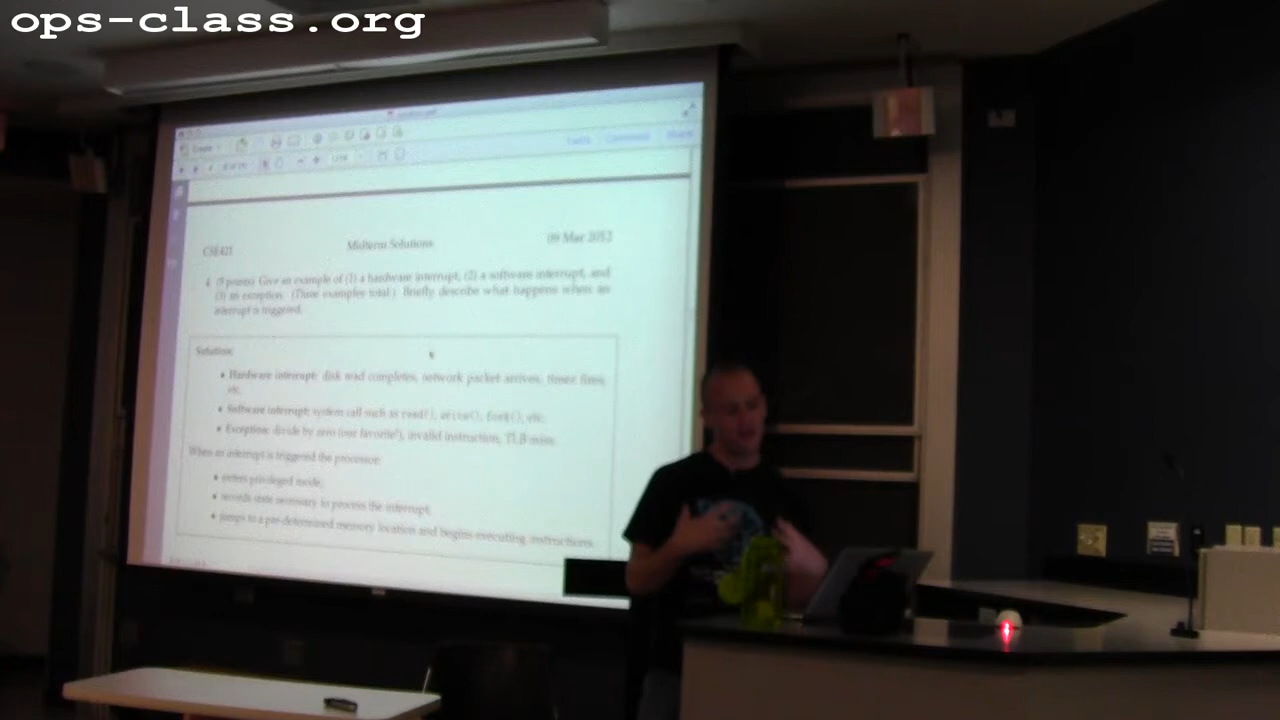 ops-class.org
CSE421 Midterm Solutions 09 Mar 2012
4. (5 points) Give an example of (1) a hardware interrupt, (2) a software interrupt, and
(3) an exception. (Three examples total.) Briefly describe what happens when an
interrupt is triggered.
Solution:
• Hardware interrupt: disk read completes, network packet arrives, timer fires,
etc.
• Software interrupt: system call such as read(), write(), fork(), etc.
• Exception: divide by zero (our favorite!), invalid instruction, TLB miss.
When an interrupt is triggered the processor:
• enters privileged mode;
• records state necessary to process the interrupt;
• jumps to a pre-determined memory location and begins executing instructions.